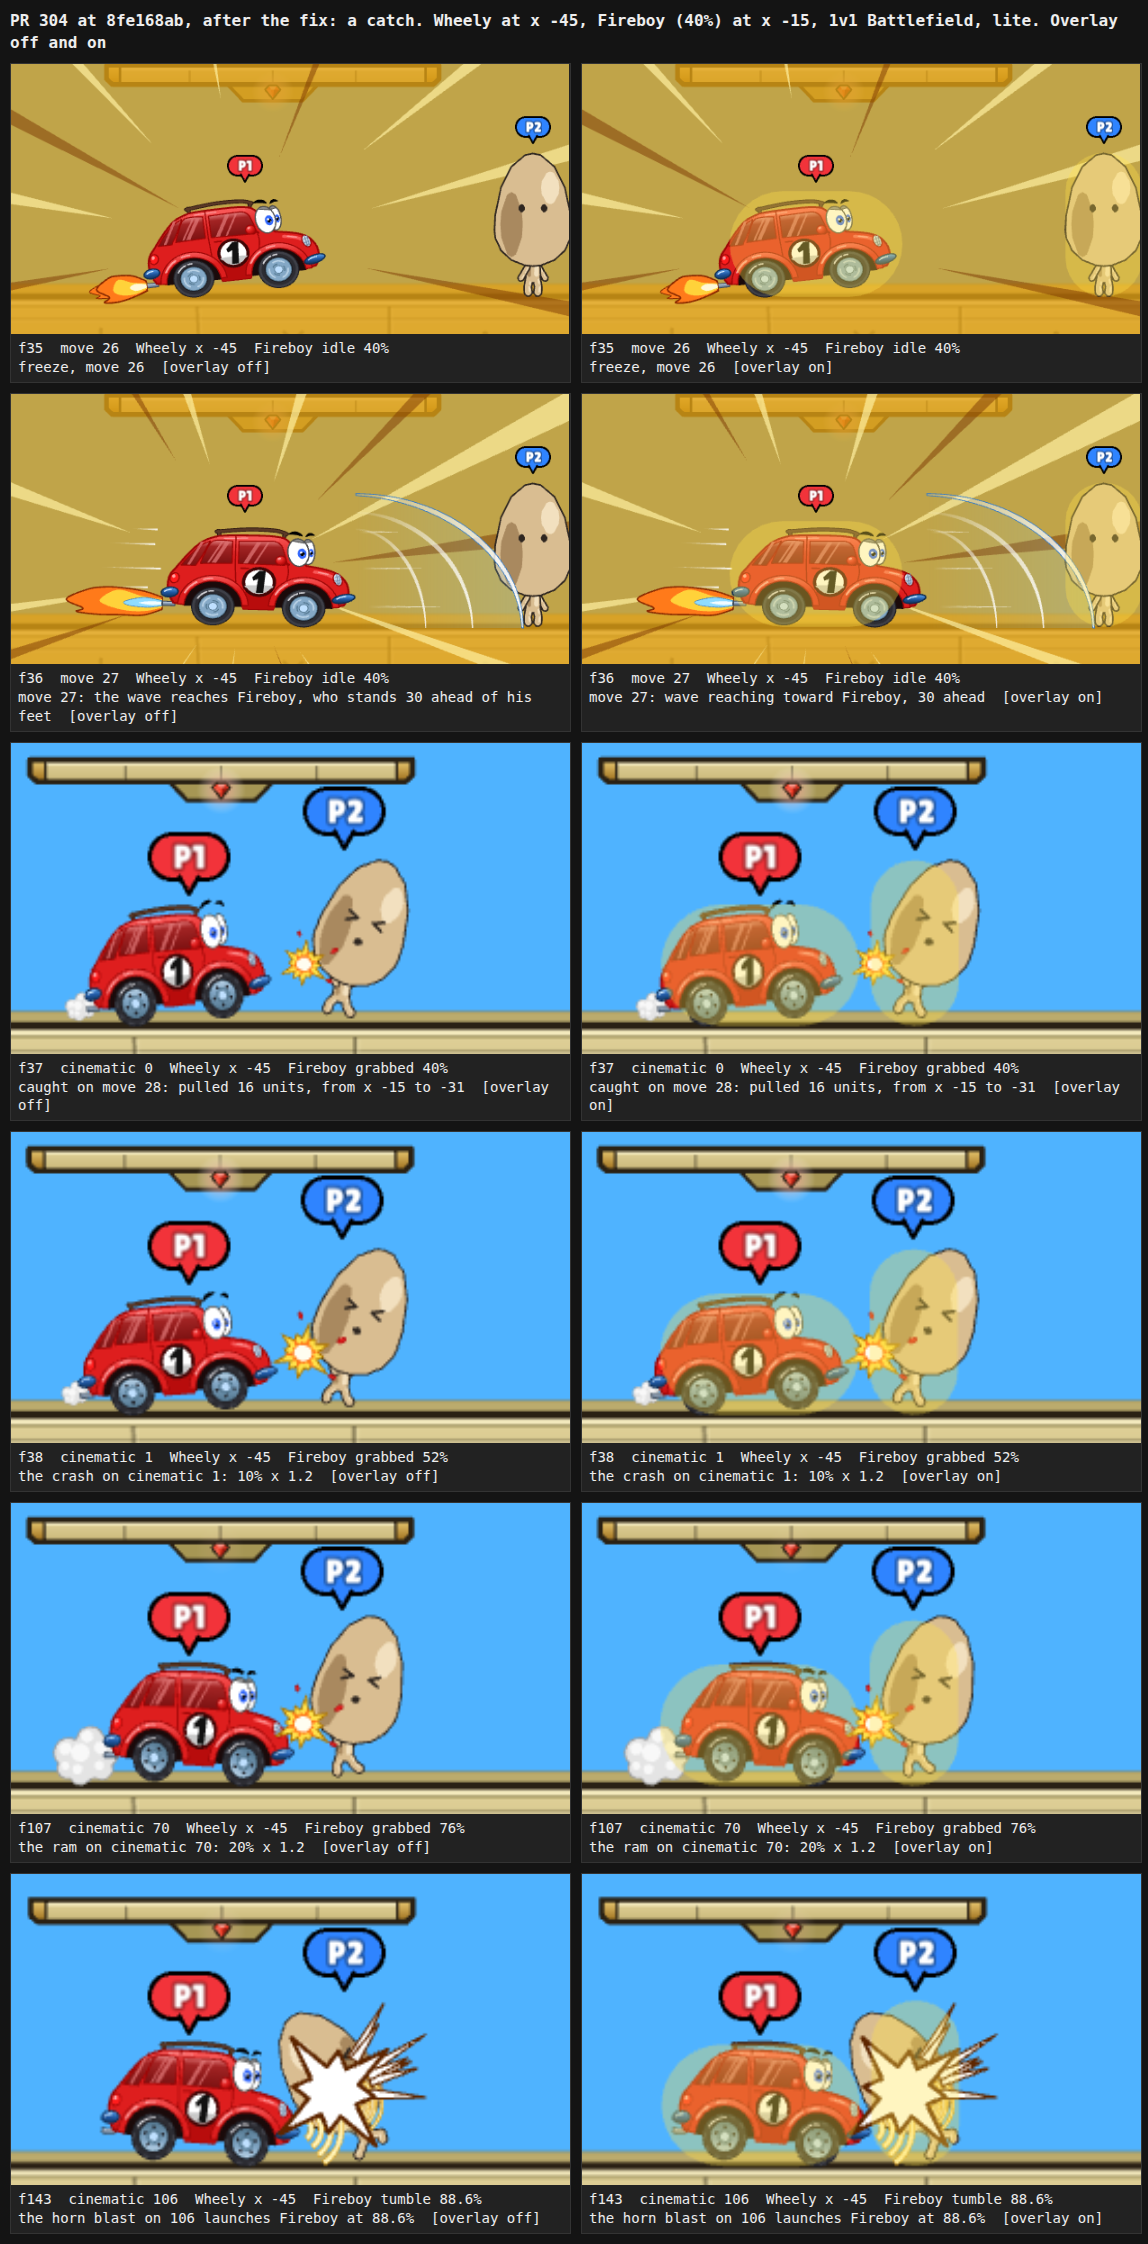 PR 304 at 8fe168ab, after the fix: a catch. Wheely at x -45, Fireboy (40%) at x -15, 1v1 Battlefield, lite. Overlay
off and on
P1
P2
1
f35  move 26  Wheely x -45  Fireboy idle 40%
freeze, move 26  [overlay off]
P1
P2
1
f35  move 26  Wheely x -45  Fireboy idle 40%
freeze, move 26  [overlay on]
P1
P2
1
f36  move 27  Wheely x -45  Fireboy idle 40%
move 27: the wave reaches Fireboy, who stands 30 ahead of his
feet  [overlay off]
P1
P2
1
f36  move 27  Wheely x -45  Fireboy idle 40%
move 27: wave reaching toward Fireboy, 30 ahead  [overlay on]
P2
P1
1
f37  cinematic 0  Wheely x -45  Fireboy grabbed 40%
caught on move 28: pulled 16 units, from x -15 to -31  [overlay
off]
P2
P1
1
f37  cinematic 0  Wheely x -45  Fireboy grabbed 40%
caught on move 28: pulled 16 units, from x -15 to -31  [overlay
on]
P2
P1
1
f38  cinematic 1  Wheely x -45  Fireboy grabbed 52%
the crash on cinematic 1: 10% x 1.2  [overlay off]
P2
P1
1
f38  cinematic 1  Wheely x -45  Fireboy grabbed 52%
the crash on cinematic 1: 10% x 1.2  [overlay on]
P2
P1
1
f107  cinematic 70  Wheely x -45  Fireboy grabbed 76%
the ram on cinematic 70: 20% x 1.2  [overlay off]
P2
P1
1
f107  cinematic 70  Wheely x -45  Fireboy grabbed 76%
the ram on cinematic 70: 20% x 1.2  [overlay on]
P2
P1
1
f143  cinematic 106  Wheely x -45  Fireboy tumble 88.6%
the horn blast on 106 launches Fireboy at 88.6%  [overlay off]
P2
P1
1
f143  cinematic 106  Wheely x -45  Fireboy tumble 88.6%
the horn blast on 106 launches Fireboy at 88.6%  [overlay on]